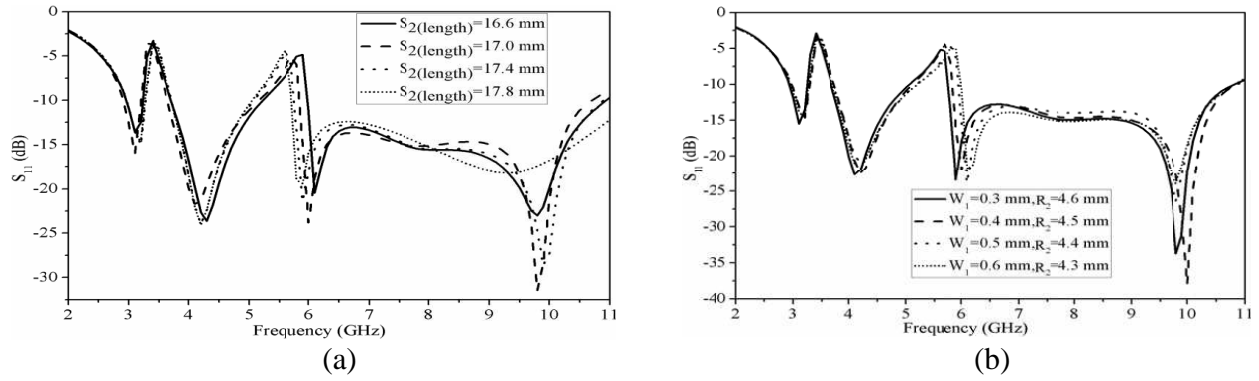 S2(length)=16.6 mm
S2(length)=17.0 mm
S2(length)=17.4 mm
S2(length)=17.8 mm
0
-5
-10
-15
-20
-25
-30
S11 (dB)
2 3 4 5 6 7 8 9 10 11
Frequency (GHz)
(a)
5
0
-5
-10
-15
-20
-25
-30
-35
-40
S11 (dB)
W1=0.3 mm,R2=4.6 mm
W1=0.4 mm,R2=4.5 mm
W1=0.5 mm,R2=4.4 mm
W1=0.6 mm,R2=4.3 mm
2 3 4 5 6 7 8 9 10 11
Frequency (GHz)
(b)